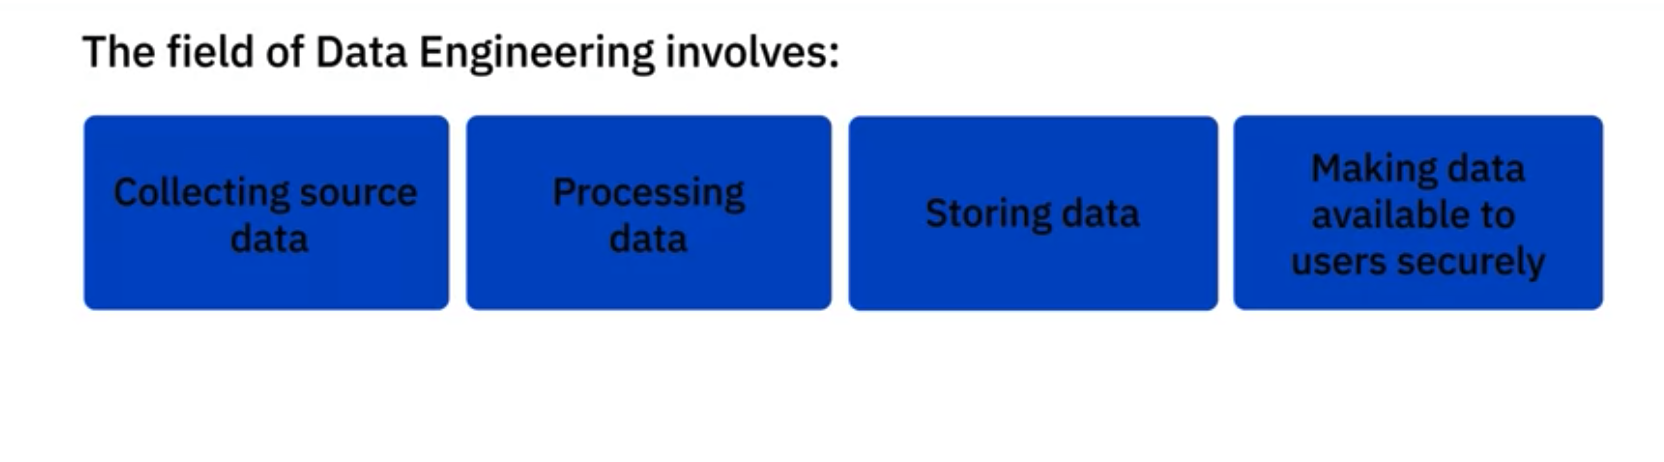 The field of Data Engineering involves:
Collecting source
data
Processing
data
Storing data
Making data
available to
users securely